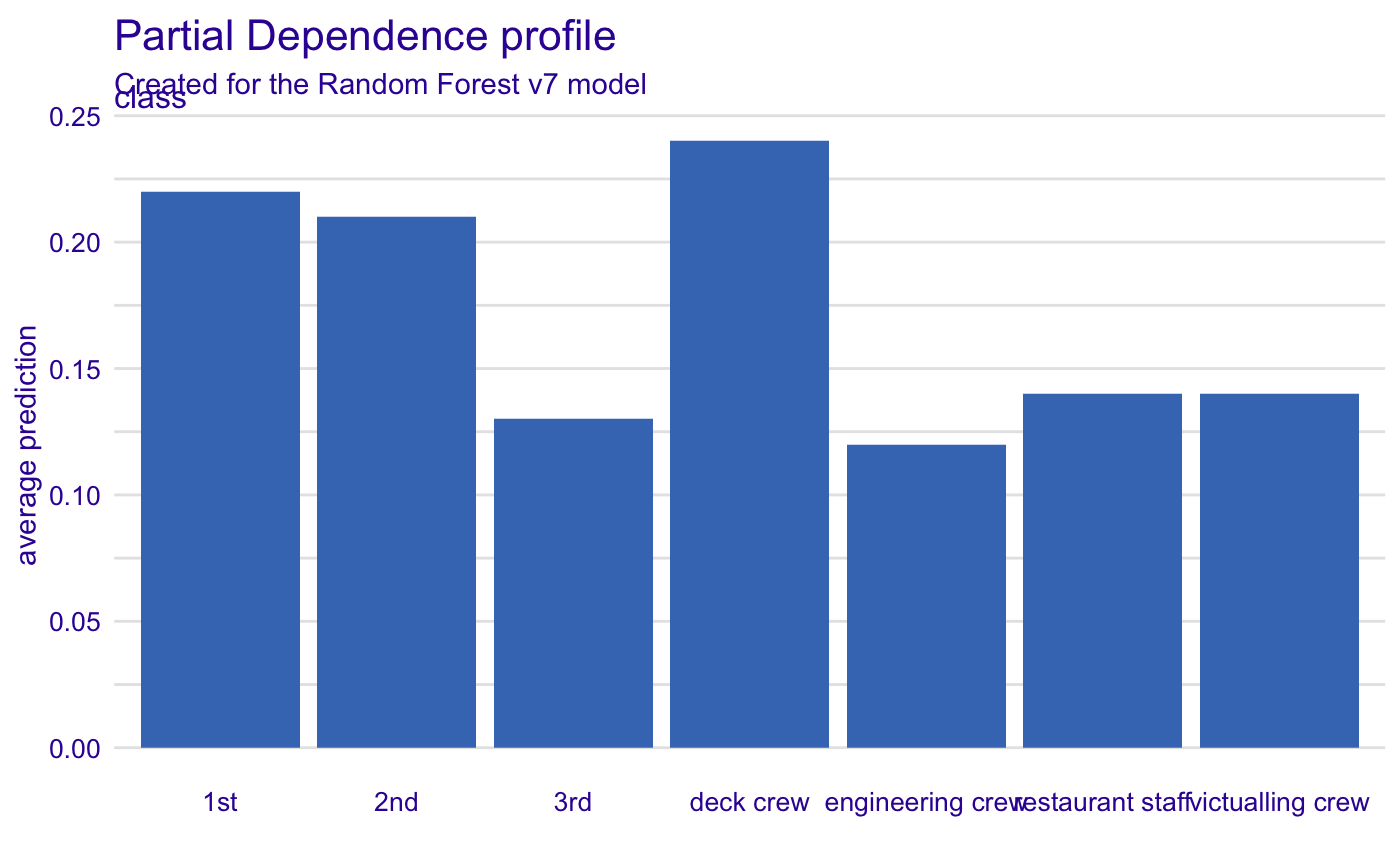 Partial Dependence profile
Created for the Random Forest v7 model
class
0.25
0.20
0.15
0.10
0.05
0.00
average prediction
1st 2nd 3rd deck crew engineering crew restaurant staff victualling crew